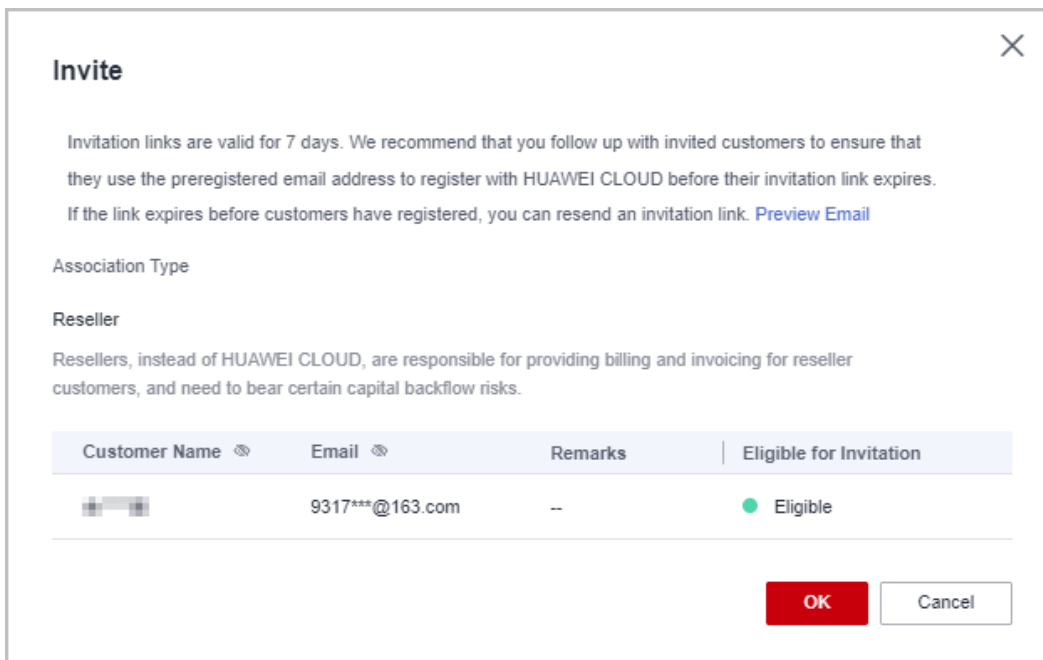 Invite
Invitation links are valid for 7 days. We recommend that you follow up with invited customers to ensure that
they use the preregistered email address to register with HUAWEI CLOUD before their invitation link expires.
If the link expires before customers have registered, you can resend an invitation link. Preview Email
Association Type
Reseller
Resellers, instead of HUAWEI CLOUD, are responsible for providing billing and invoicing for reseller
customers, and need to bear certain capital backflow risks.
Customer Name Email Remarks Eligible for Invitation
9317***@163.com -- Eligible
OK Cancel